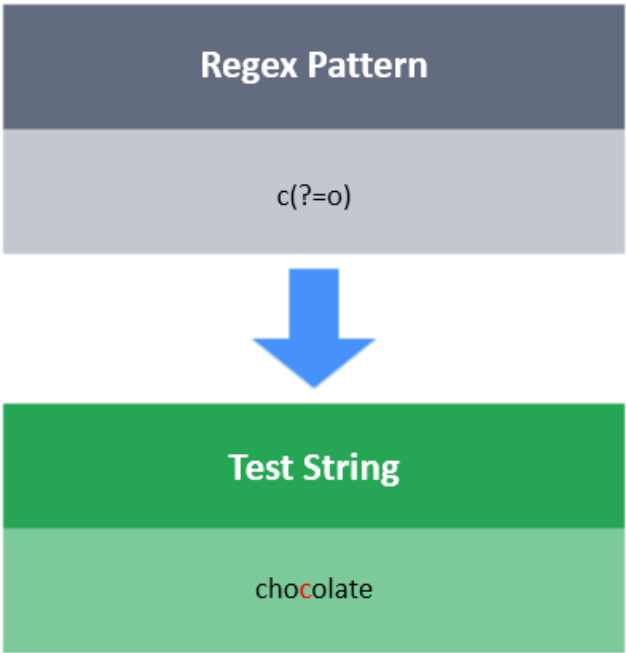 Regex Pattern
c(?=o)
Test String
chocolate